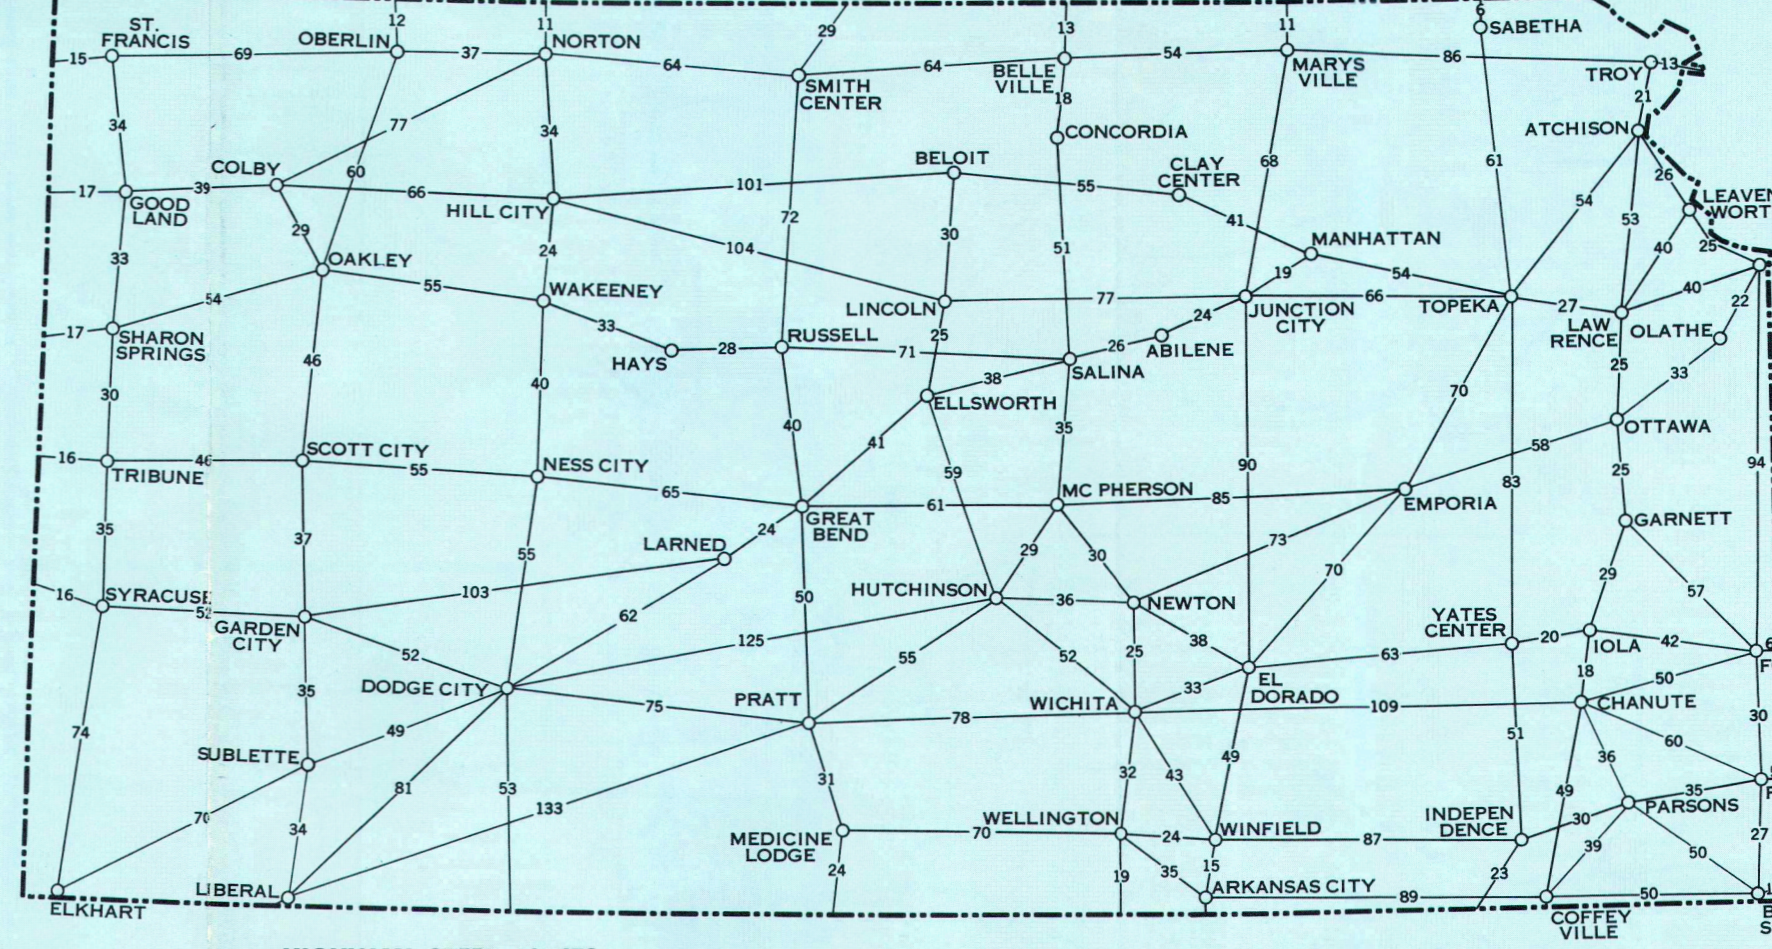 12
11
29
13
11
6
ST.
FRANCIS
OBERLIN
NORTON
SABETHA
15
69
37
64
64
54
86
13
SMITH
CENTER
BELLE
VILLE
MARYS
VILLE
TROY
18
21
34
77
34
CONCORDIA
ATCHISON
COLBY
60
BELOIT
CLAY
CENTER
68
61
26
17
39
66
101
55
54
53
GOOD
LAND
HILL CITY
72
41
40
25
29
104
30
51
MANHATTAN
33
OAKLEY
24
19
54
54
55
WAKEENEY
LINCOLN
77
66
TOPEKA
27
40
22
17
SHARON
SPRINGS
33
RUSSELL
25
24
JUNCTION
CITY
LAW
RENCE
OLATHE
46
HAYS
28
71
26
ABILENE
SALINA
38
25
33
30
40
ELLSWORTH
70
40
41
35
OTTAWA
58
16
46
SCOTT CITY
TRIBUNE
55
NESS CITY
65
59
90
83
25
94
MC PHERSON
85
61
EMPORIA
GREAT
BEND
35
37
55
LARNED
24
29
30
73
70
GARNETT
29
57
16
SYRACUSE
52
103
50
HUTCHINSON
36
NEWTON
GARDEN
CITY
62
125
38
YATES
CENTER
20
IOLA
42
52
55
52
25
63
18
50
35
DODGE CITY
75
PRATT
WICHITA
33
EL
DORADO
109
CHANUTE
30
74
49
78
51
60
SUBLETTE
49
36
81
53
31
32
43
49
35
70
133
PARSONS
34
MEDICINE
LODGE
70
WELLINGTON
24
WINFIELD
87
INDEPEN
DENCE
30
27
24
19
35
15
23
39
50
LIBERAL
ARKANSAS CITY
89
50
ELKHART
COFFEY
VILLE